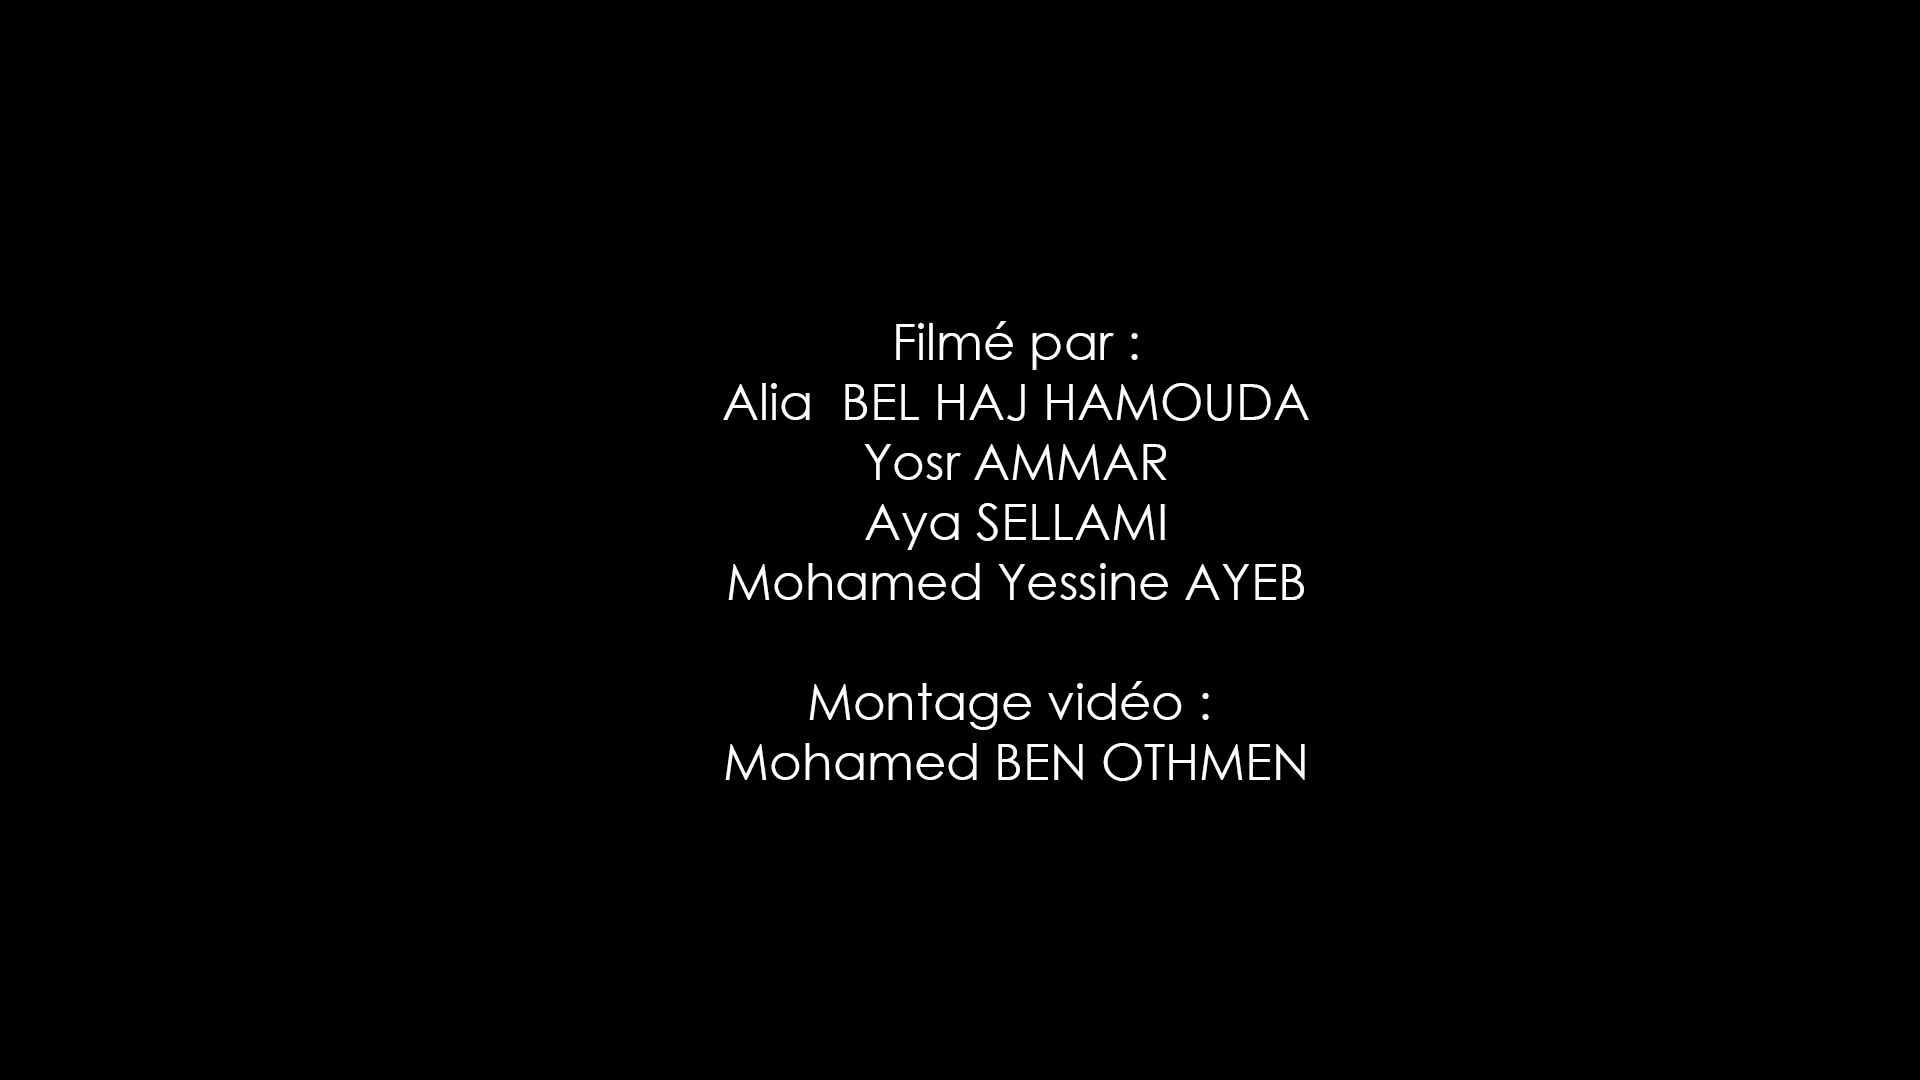 Filmé par :
Alia  BEL HAJ HAMOUDA
Yosr AMMAR
Aya SELLAMI
Mohamed Yessine AYEB
Montage vidéo :
Mohamed BEN OTHMEN